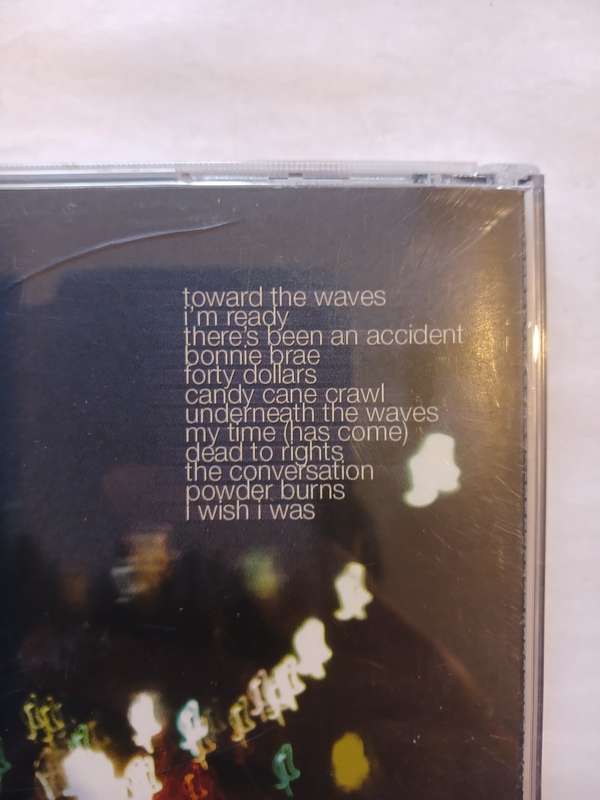 toward the waves
i'm ready
there's been an accident
bonnie brae
forty dollars
candy cane crawl
underneath the waves
my time (has come)
dead to rights
the conversation
powder burns
i wish i was